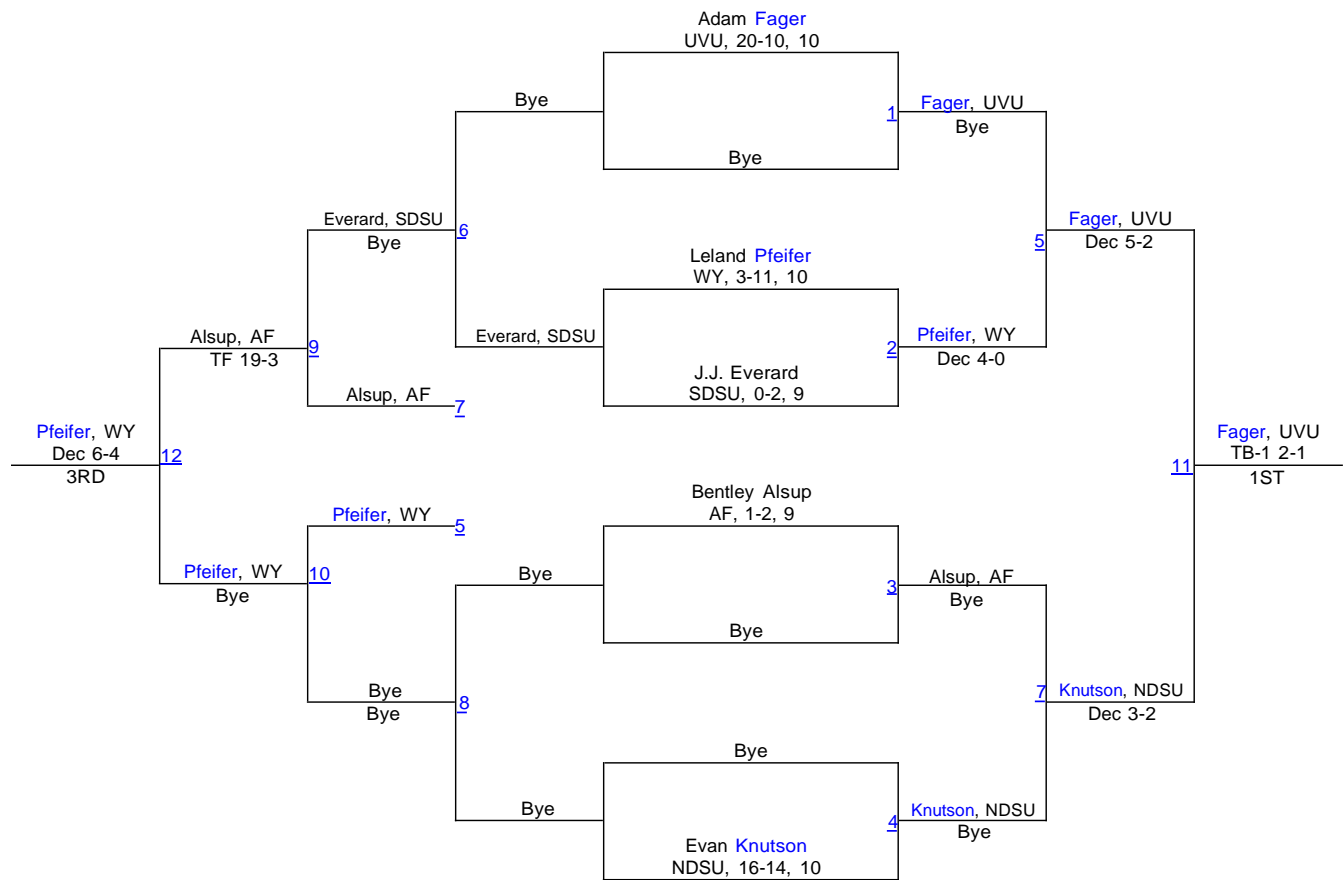 Adam Fager
UVU, 20-10, 10
Bye
1
Fager, UVU
Bye
Bye
Everard, SDSU
Bye
6
Fager, UVU
Dec 5-2
5
Leland Pfeifer
WY, 3-11, 10
Everard, SDSU
2
Pfeifer, WY
Dec 4-0
J.J. Everard
SDSU, 0-2, 9
Alsup, AF
TF 19-3
9
Alsup, AF
7
Pfeifer, WY
Dec 6-4
3RD
12
Fager, UVU
TB-1 2-1
1ST
11
Bentley Alsup
AF, 1-2, 9
Pfeifer, WY
5
Pfeifer, WY
Bye
10
Bye
3
Alsup, AF
Bye
Bye
Bye
Bye
8
7
Knutson, NDSU
Dec 3-2
Bye
Bye
4
Knutson, NDSU
Bye
Evan Knutson
NDSU, 16-14, 10